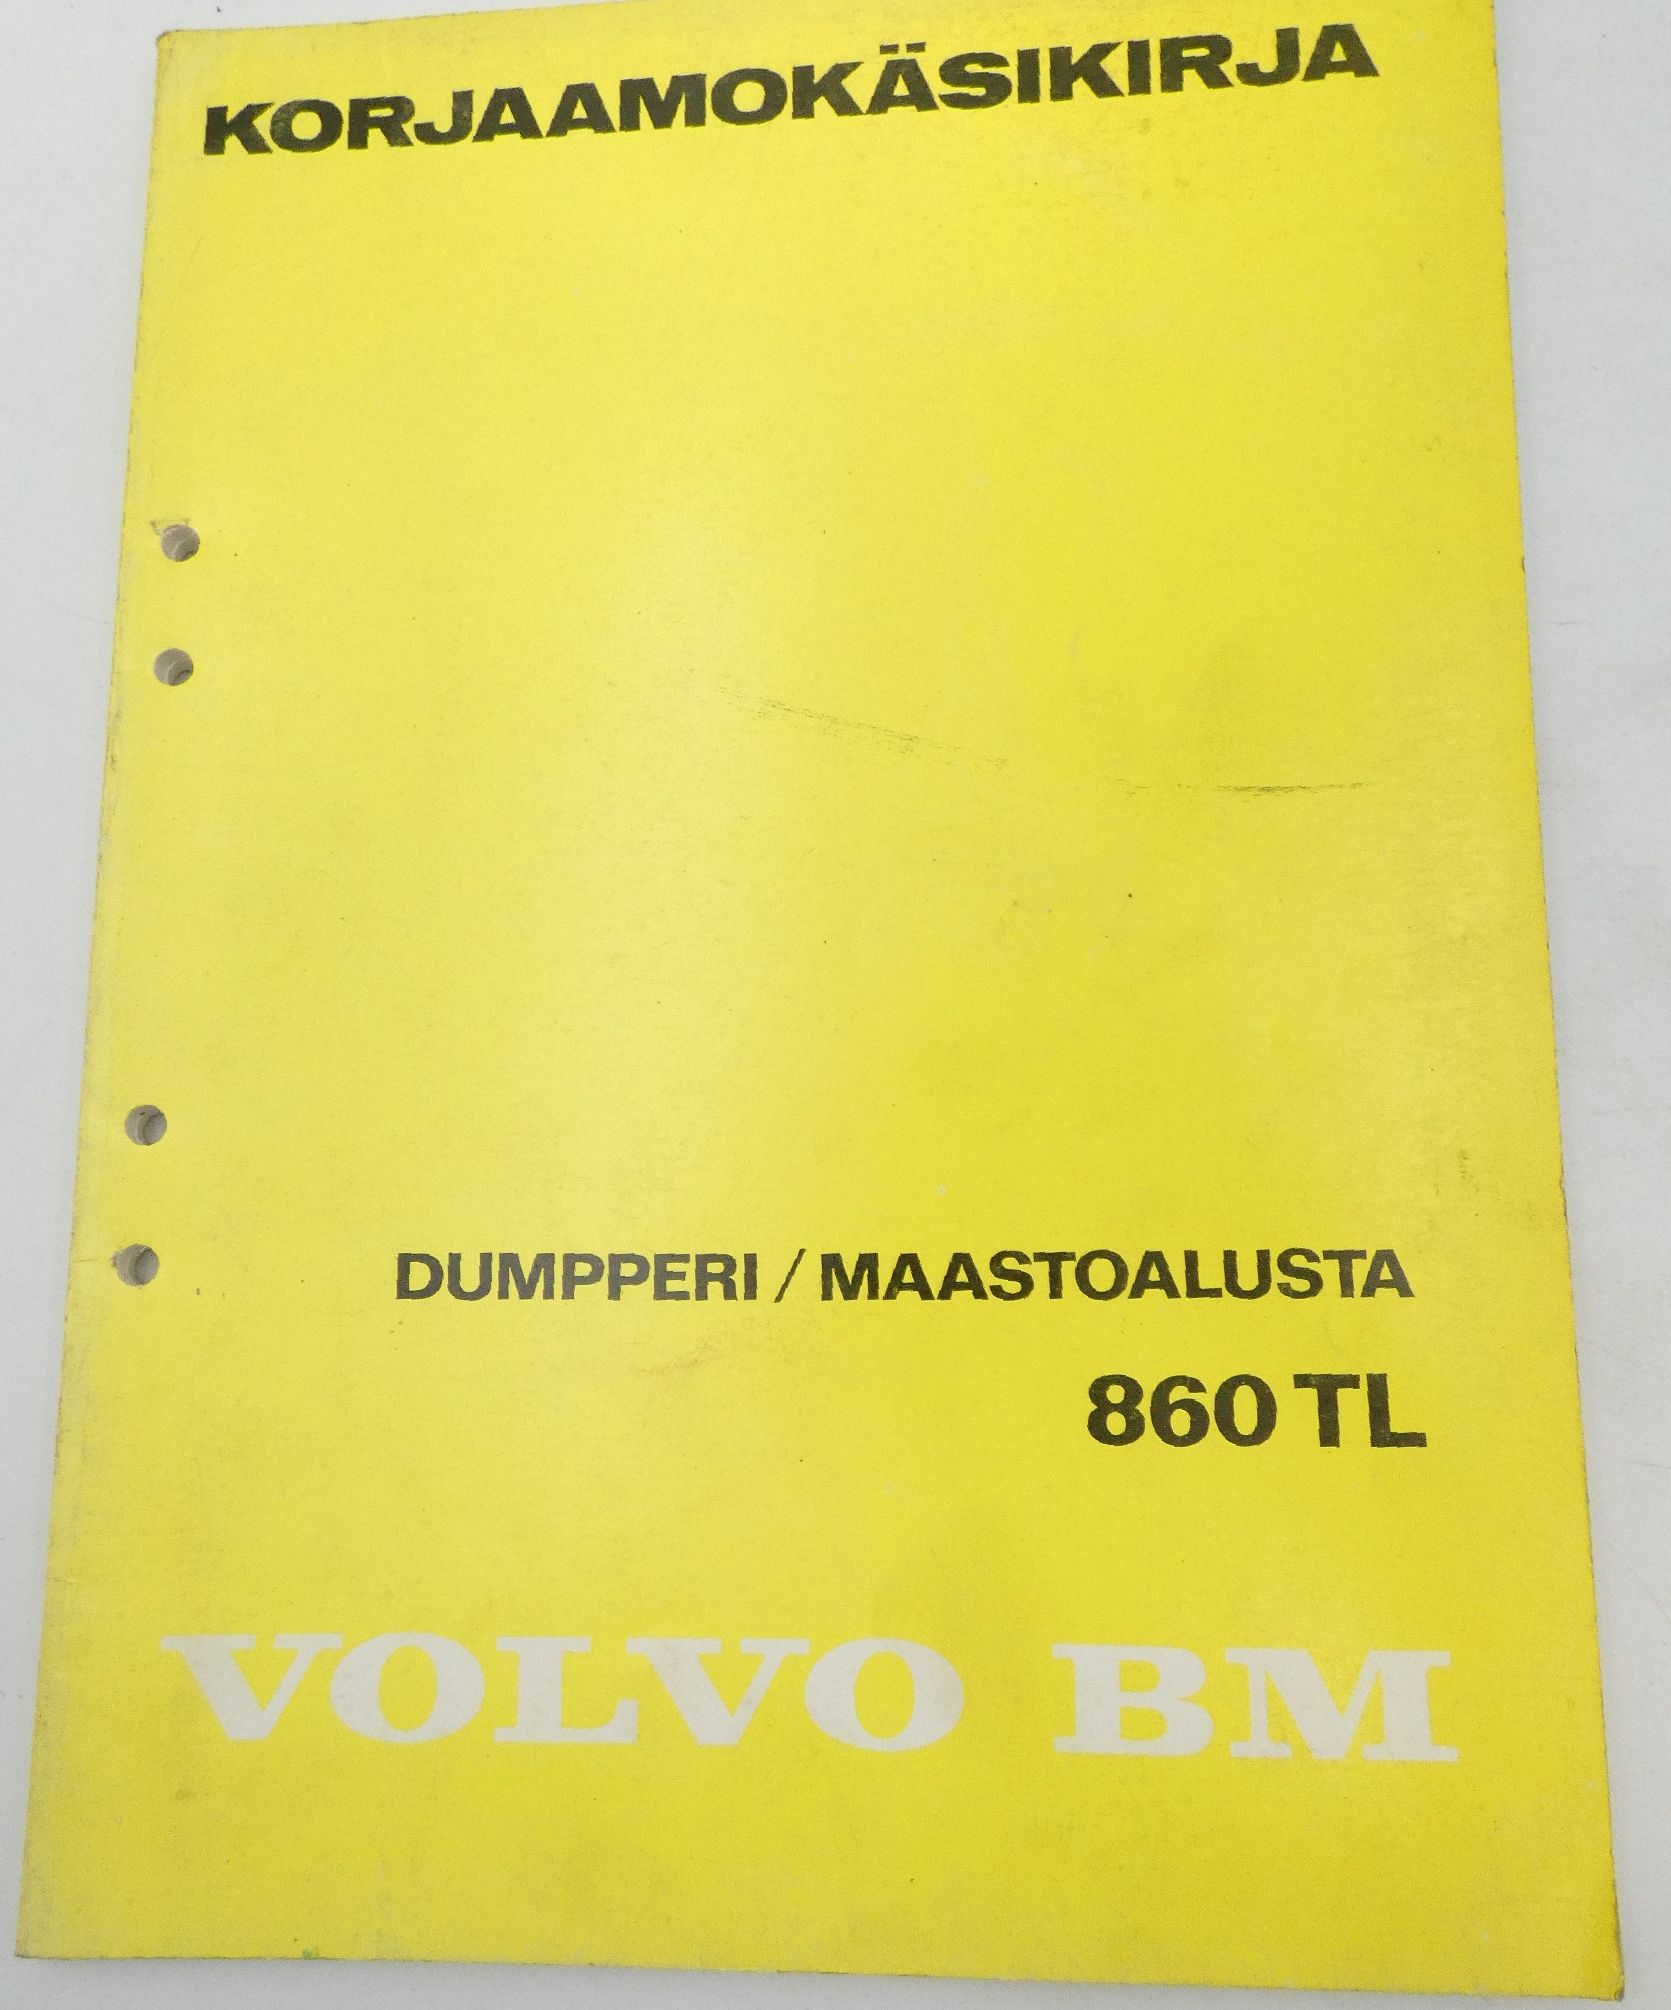 KORJAAMOKÄSIKIRJA
DUMPPERI / MAASTOALUSTA
860 TL
VOLVO BM